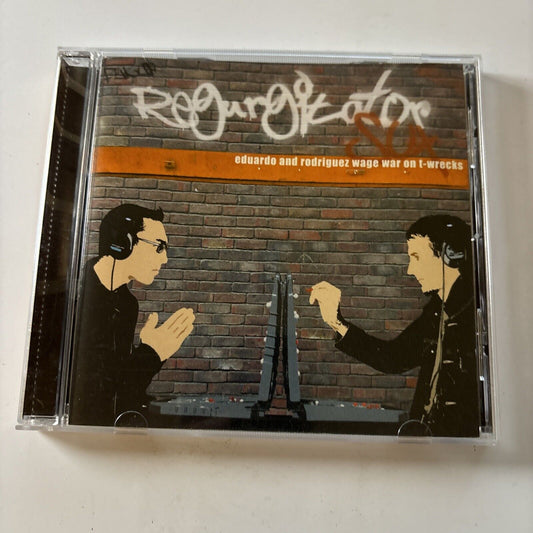 Regurgitator
eduardo and rodriguez wage war on t-wrecks